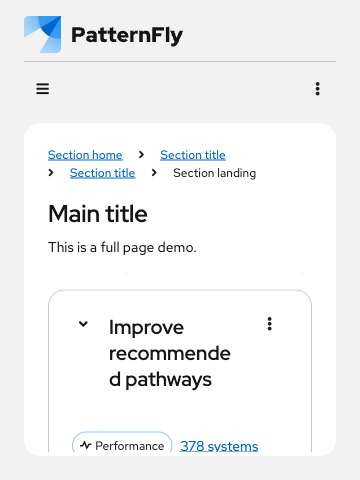 PatternFly
Section home > Section title
> Section title > Section landing
Main title
This is a full page demo.
Improve
recommende
d pathways
Performance 378 systems